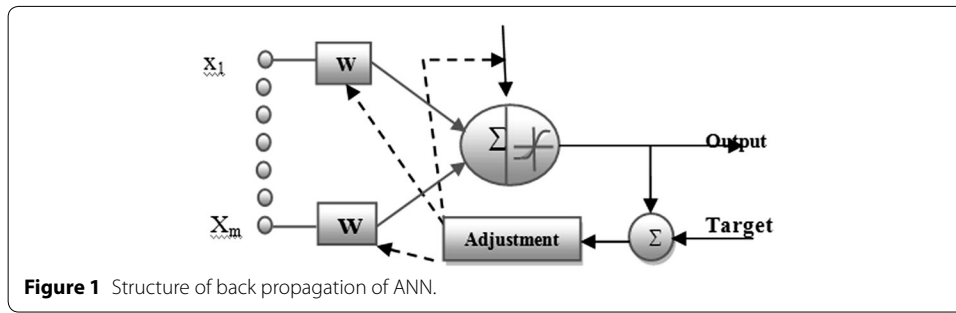 x1
W
Σ
Output
Xm
W
Adjustment
Σ
Target
Figure 1 Structure of back propagation of ANN.